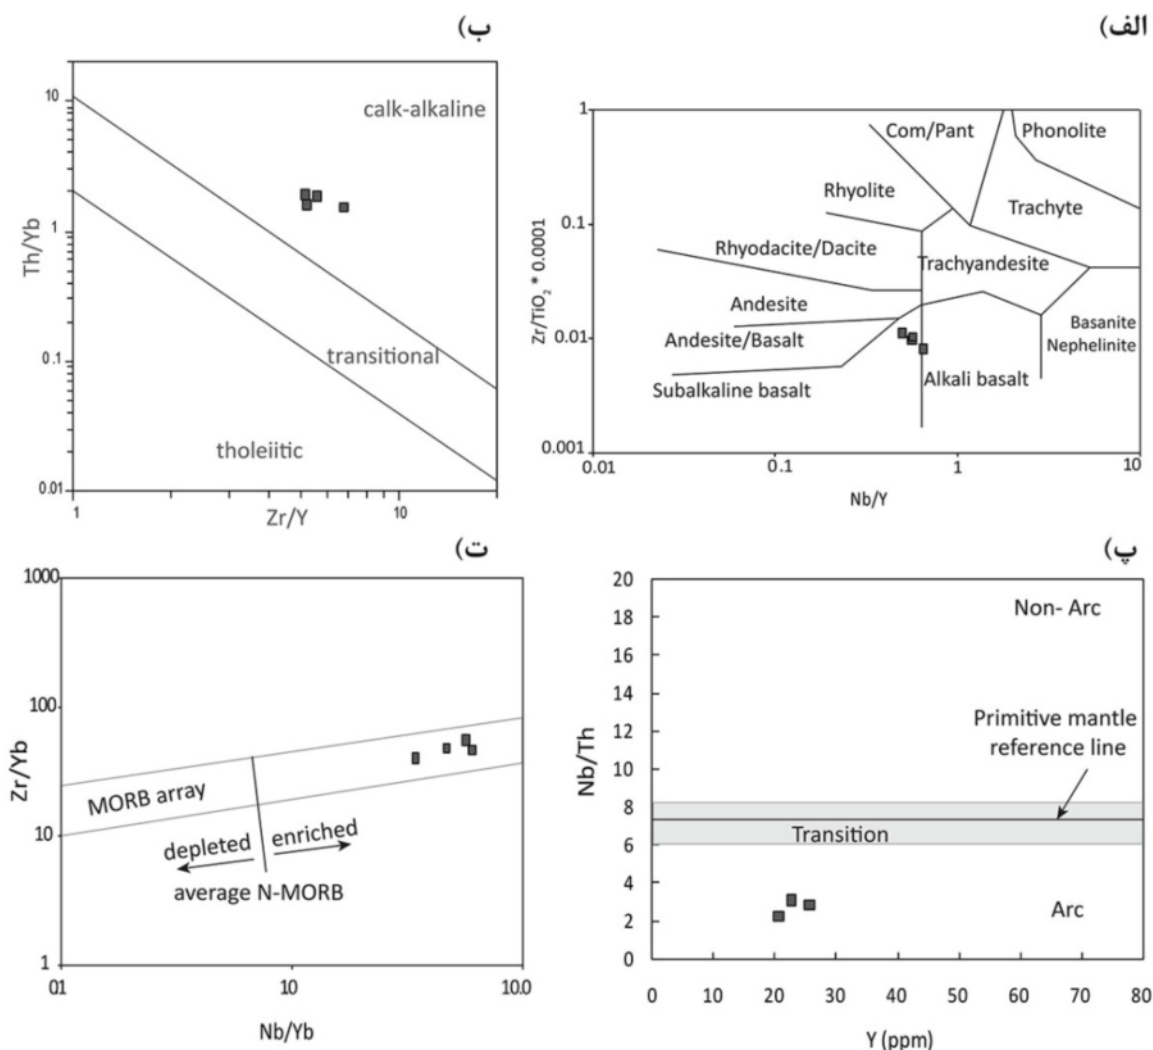 الف)
1
0.1
0.01
0.001
Zr/TiO₂ * 0.0001
Com/Pant
Phonolite
Rhyolite
Trachyte
Rhyodacite/Dacite
Trachyandesite
Andesite
Andesite/Basalt
Basanite
Nephelinite
Subalkaline basalt
Alkali basalt
0.01
0.1
1
10
Nb/Y
ب)
10
1
0.1
0.01
Th/Yb
calk-alkaline
transitional
tholeiitic
1
10
Zr/Y
پ)
20
18
16
14
12
10
8
6
4
2
0
Nb/Th
Non- Arc
Primitive mantle
reference line
Transition
Arc
0
10
20
30
40
50
60
70
80
Y (ppm)
ت)
1000
100
10
1
Zr/Yb
MORB array
depleted
enriched
average N-MORB
01
10
10.0
Nb/Yb